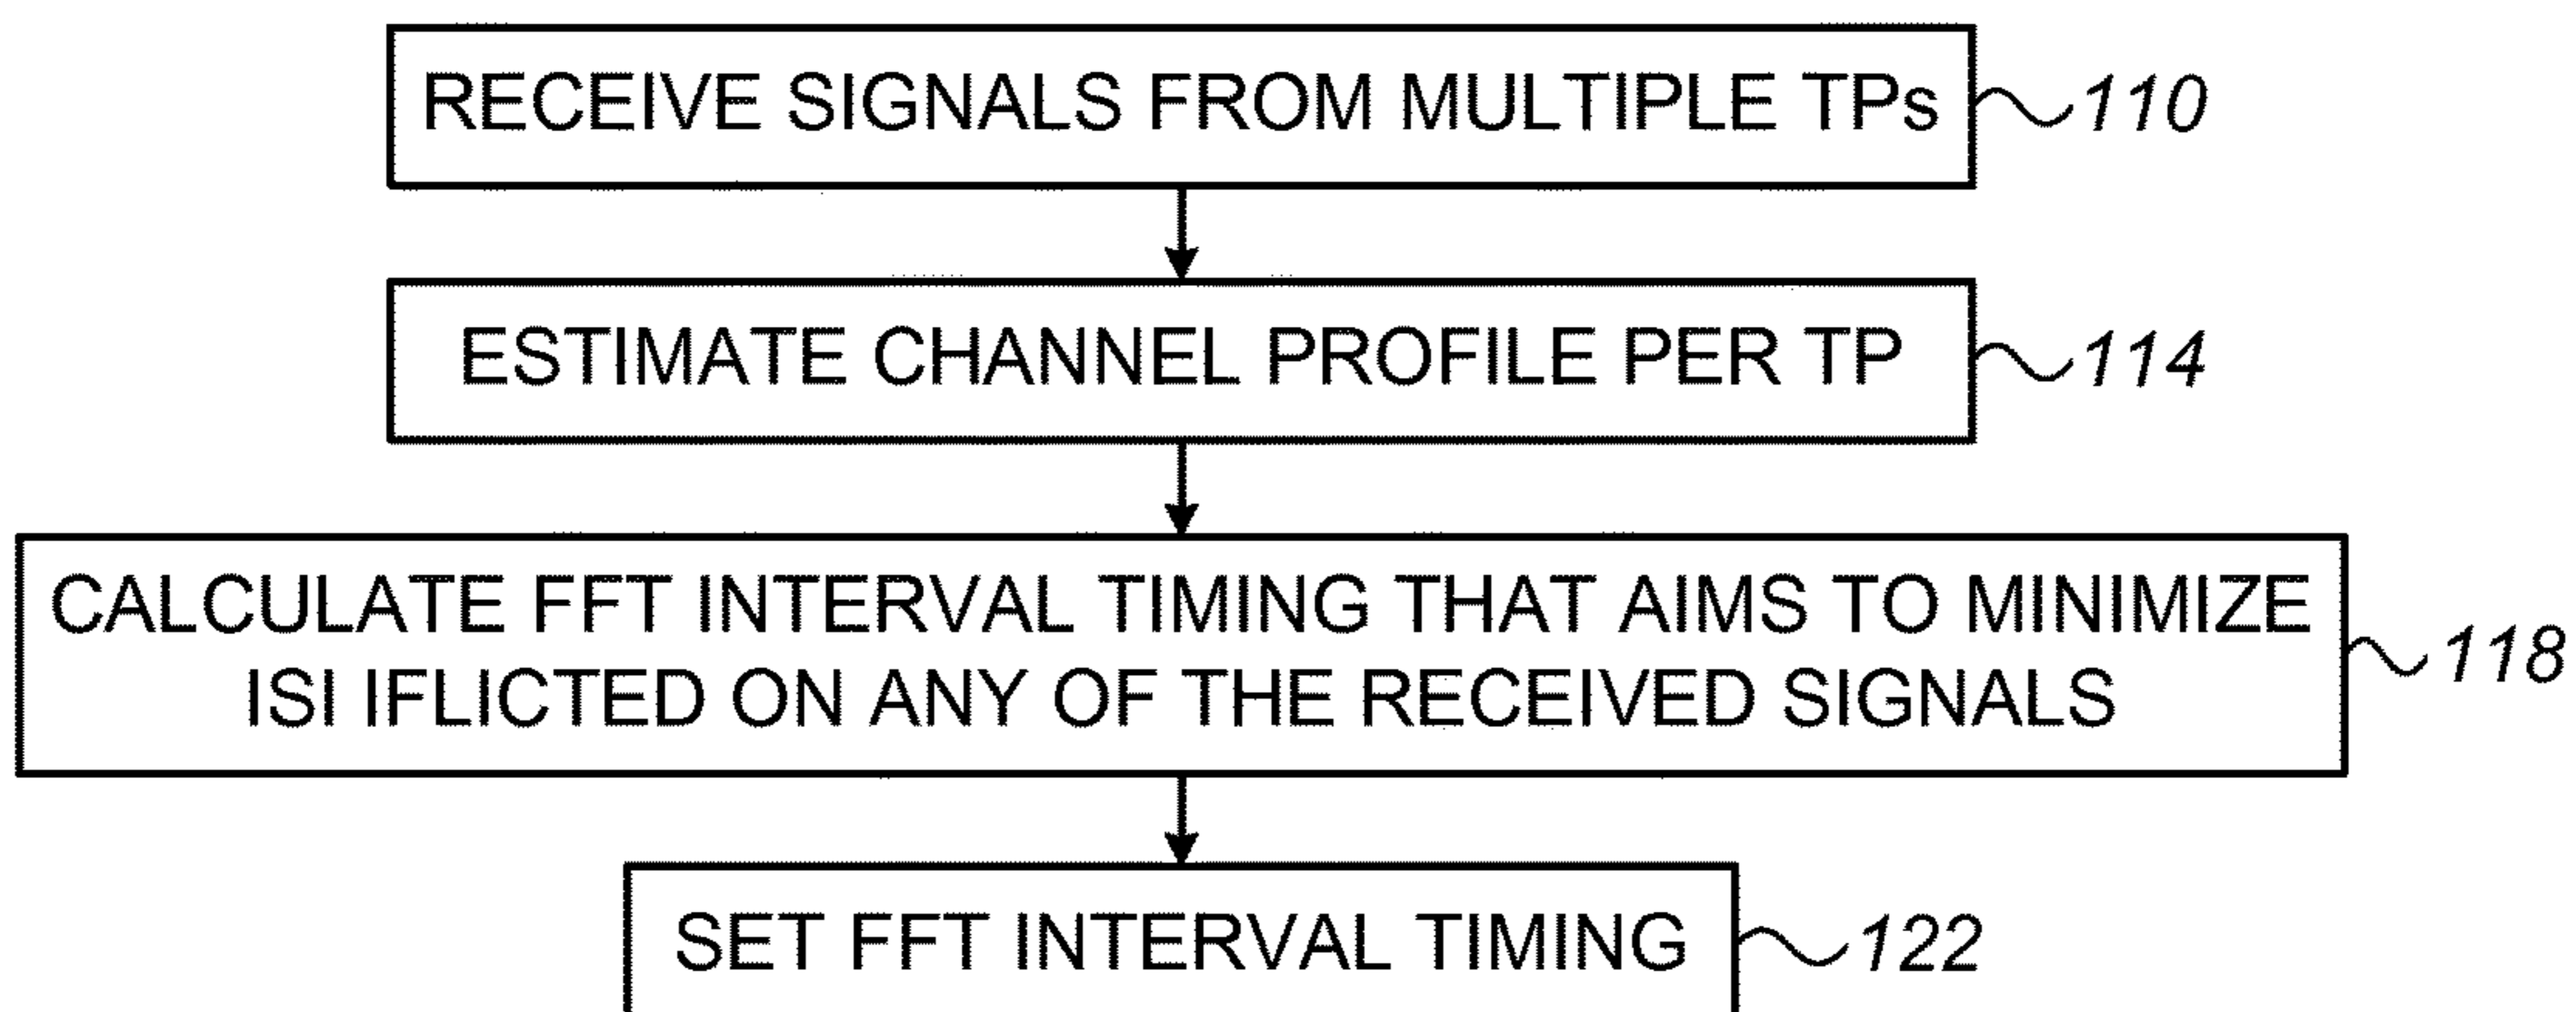 RECEIVE SIGNALS FROM MULTIPLE TPs 110
ESTIMATE CHANNEL PROFILE PER TP 114
CALCULATE FFT INTERVAL TIMING THAT AIMS TO MINIMIZE
ISI IFLICTED ON ANY OF THE RECEIVED SIGNALS
118
SET FFT INTERVAL TIMING 122